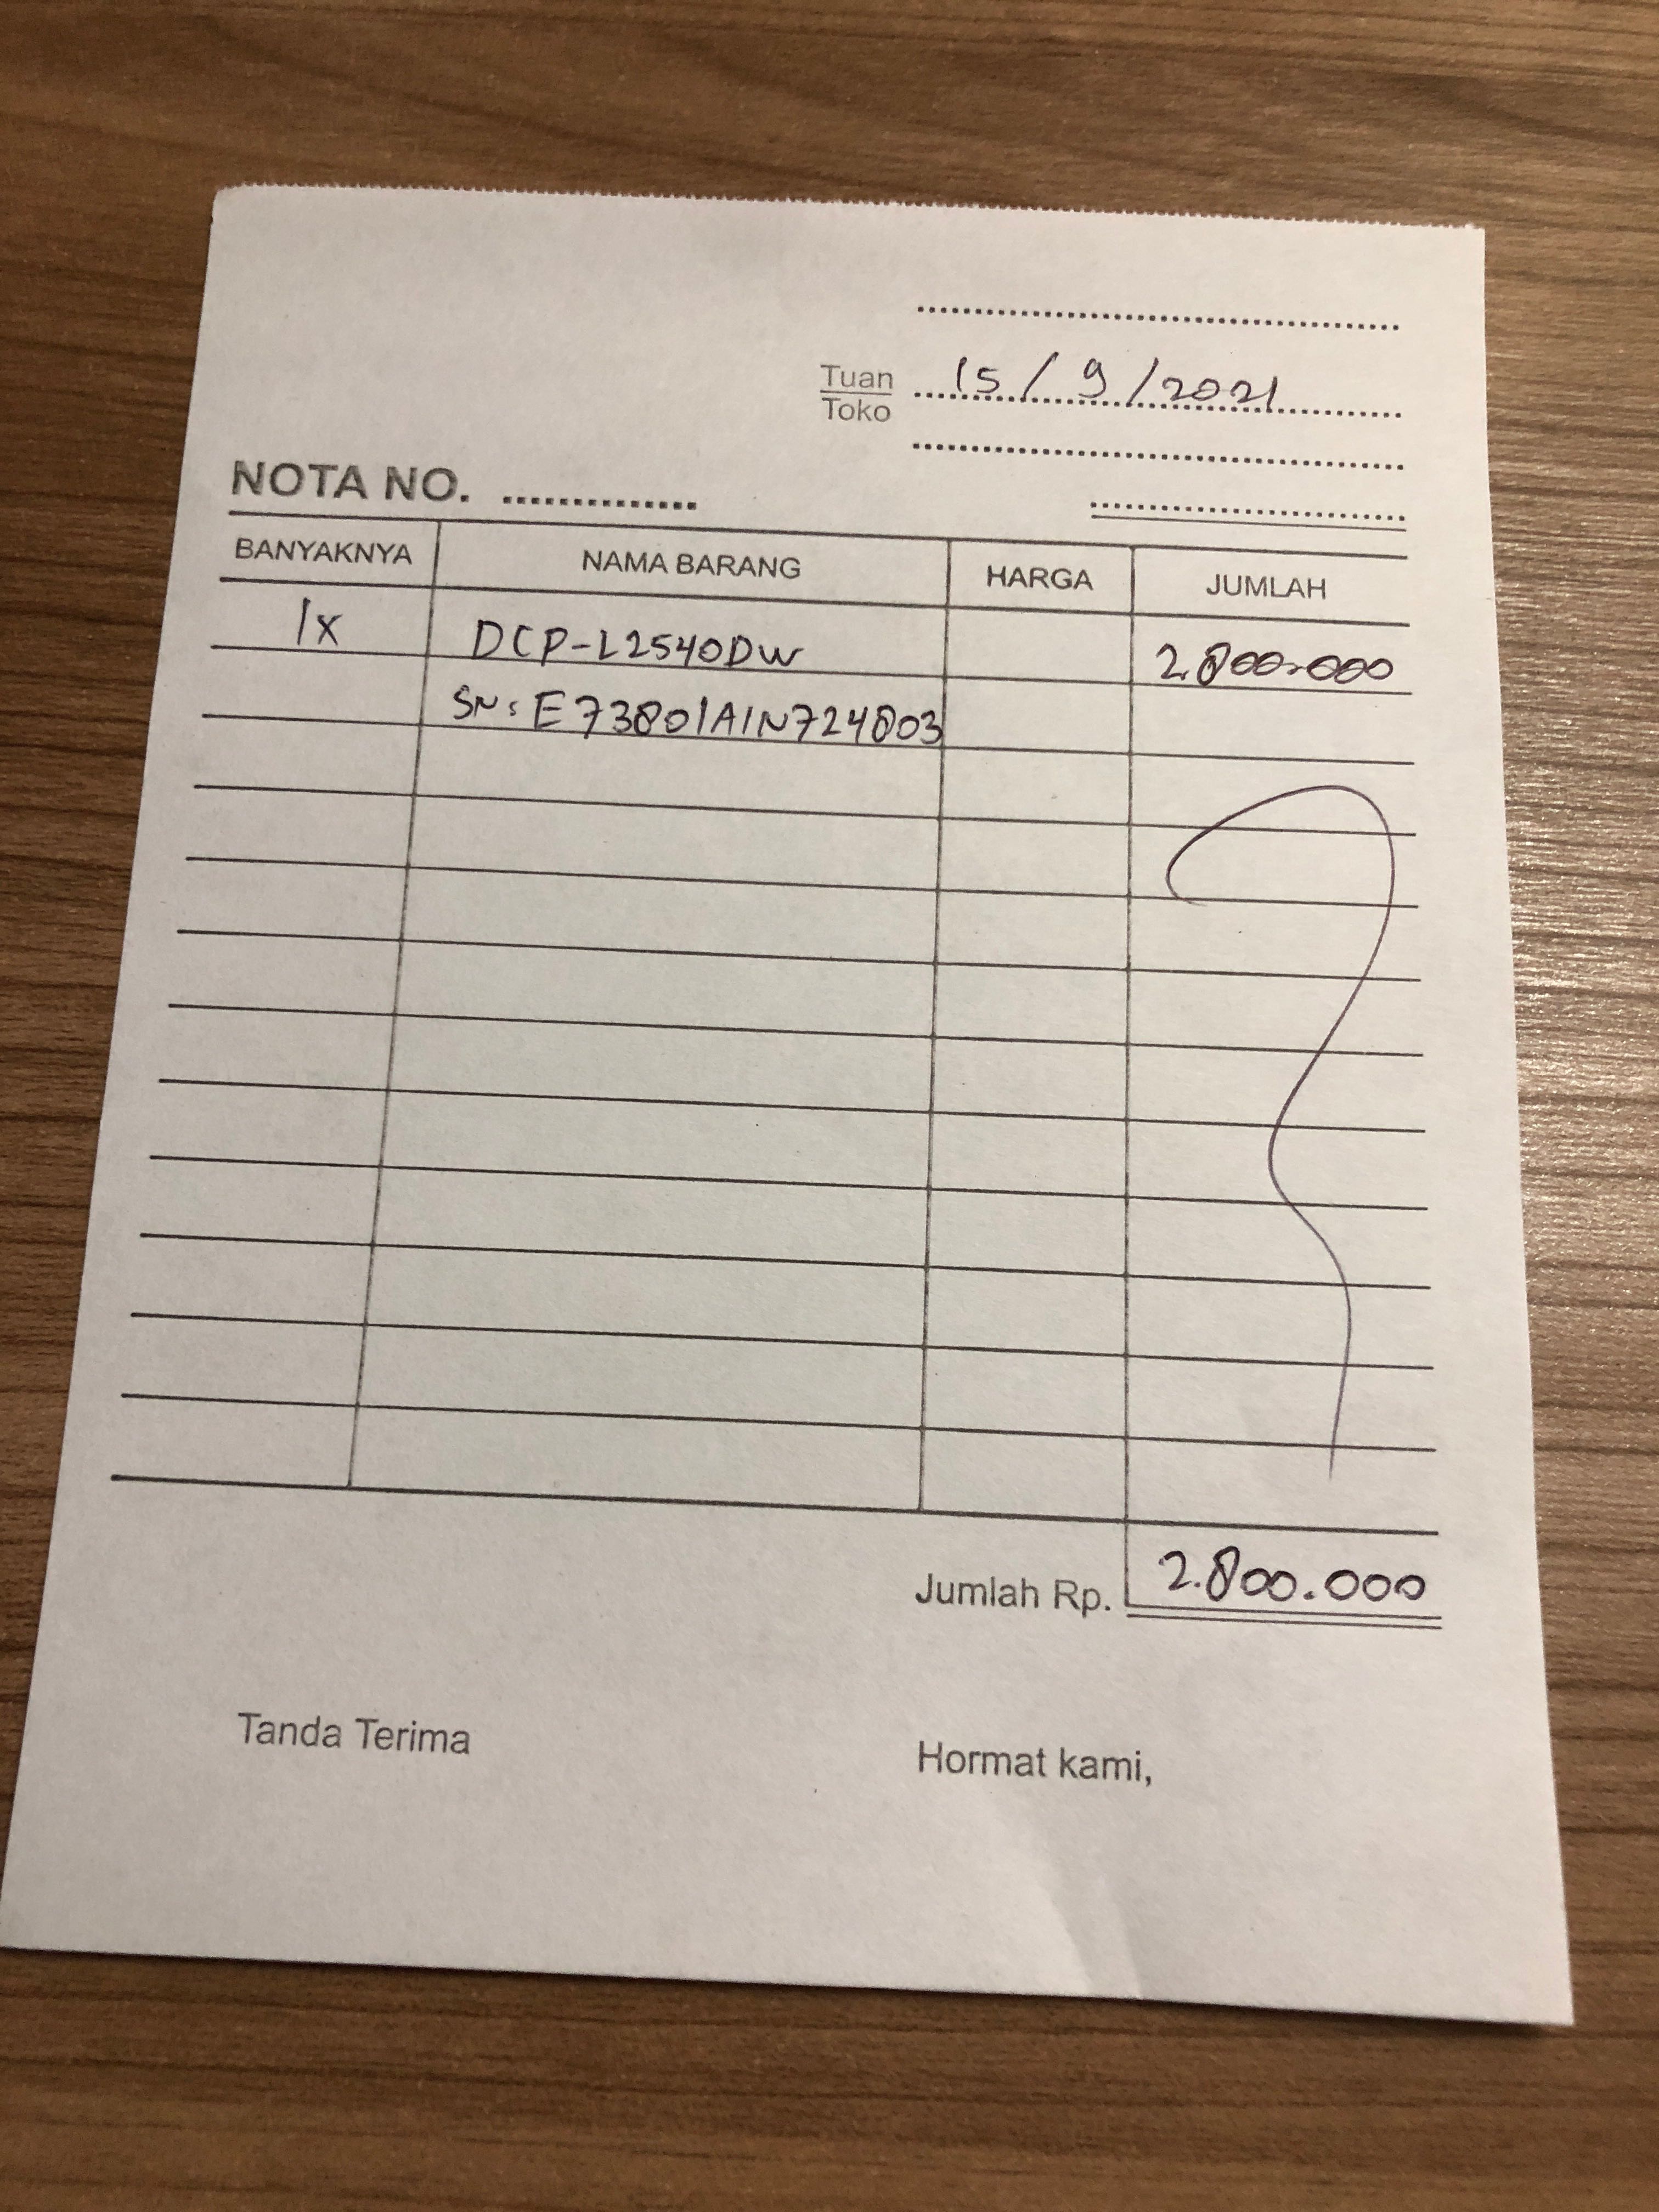 Tuan
Toko
15/9/2021
NOTA NO.
BANYAKNYA NAMA BARANG HARGA JUMLAH
1x DCP-L2540DW 2.800.000
SN: E73801A1N724803
Jumlah Rp. 2.800.000
Tanda Terima Hormat kami,